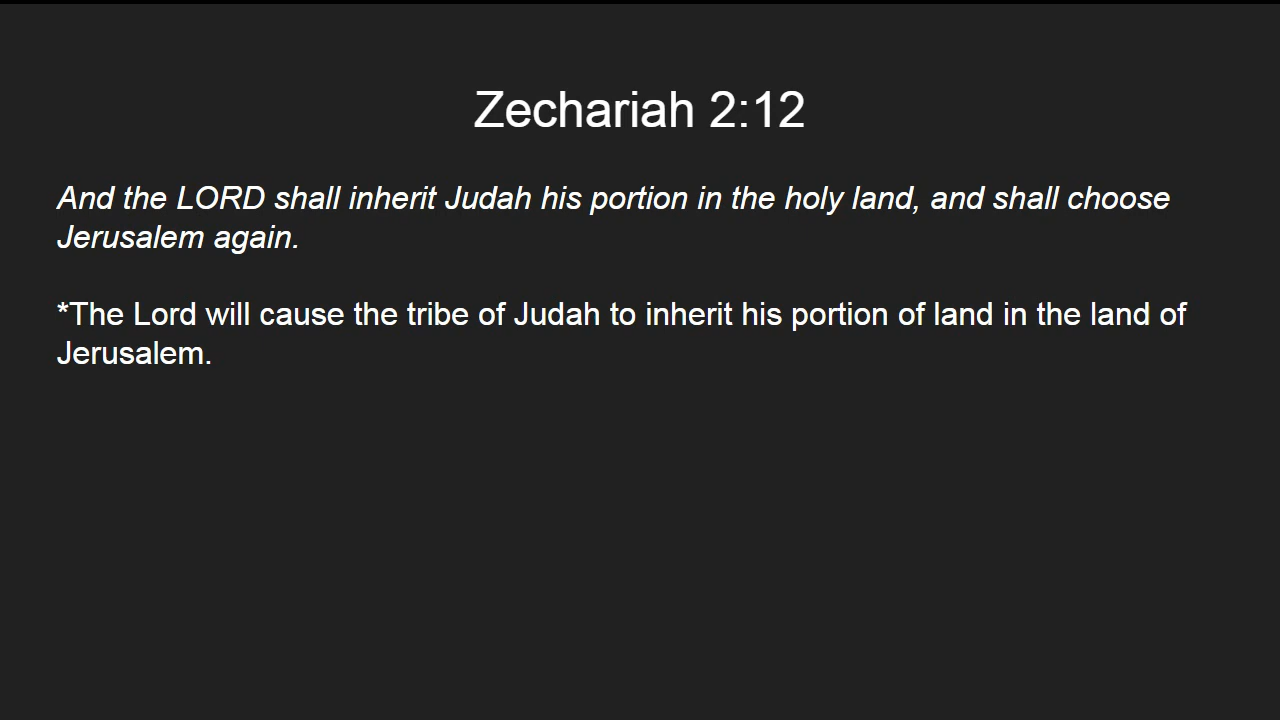 Zechariah 2:12
And the LORD shall inherit Judah his portion in the holy land, and shall choose
Jerusalem again.
*The Lord will cause the tribe of Judah to inherit his portion of land in the land of
Jerusalem.